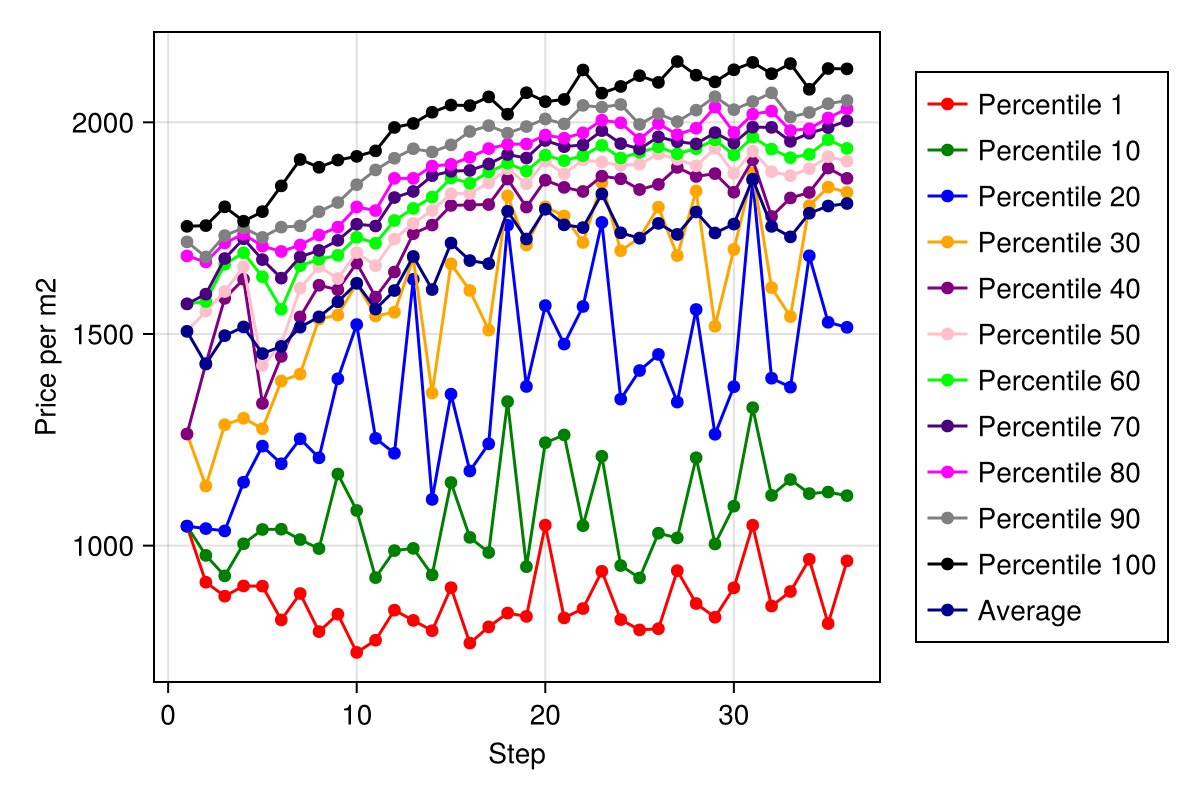 Price per m2
2000
1500
1000
0
10
20
30
Step
Percentile 1
Percentile 10
Percentile 20
Percentile 30
Percentile 40
Percentile 50
Percentile 60
Percentile 70
Percentile 80
Percentile 90
Percentile 100
Average